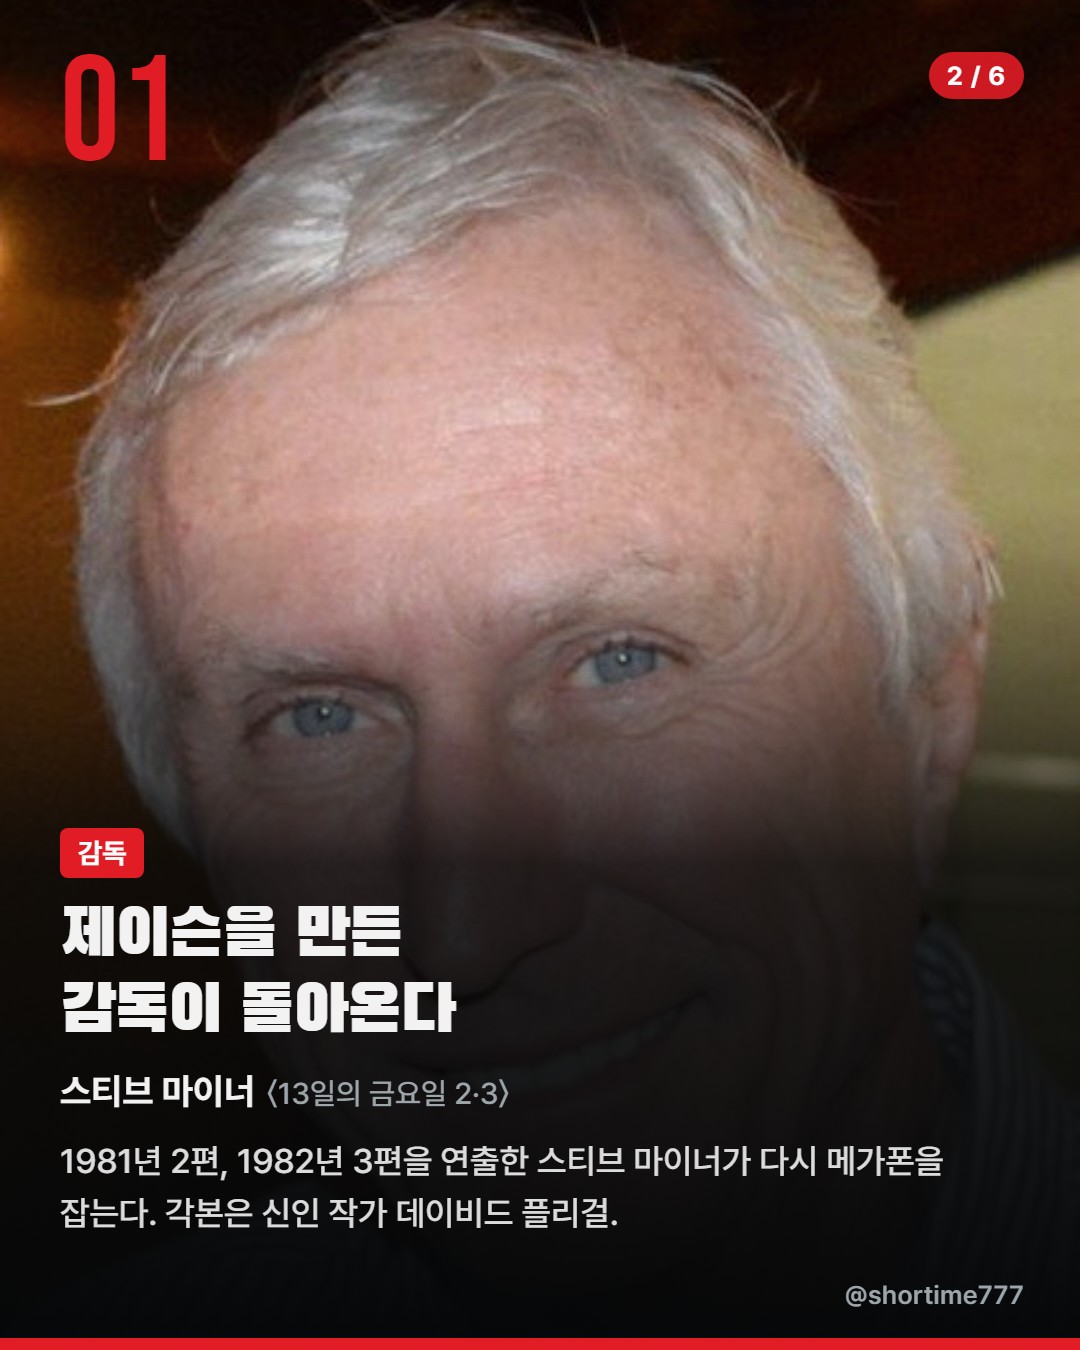 01
2 / 6
감독
제이슨을 만든
감독이 돌아온다
스티브 마이너 〈13일의 금요일 2·3〉
1981년 2편, 1982년 3편을 연출한 스티브 마이너가 다시 메가폰을
잡는다. 각본은 신인 작가 데이비드 플리걸.
@shortime777